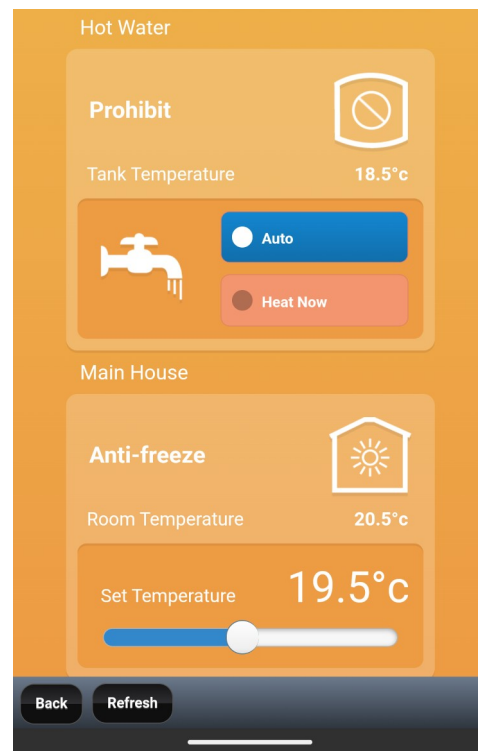 Hot Water
Prohibit
Tank Temperature 18.5°c
Auto
Heat Now
Main House
Anti-freeze
Room Temperature 20.5°c
Set Temperature 19.5°c
Back Refresh